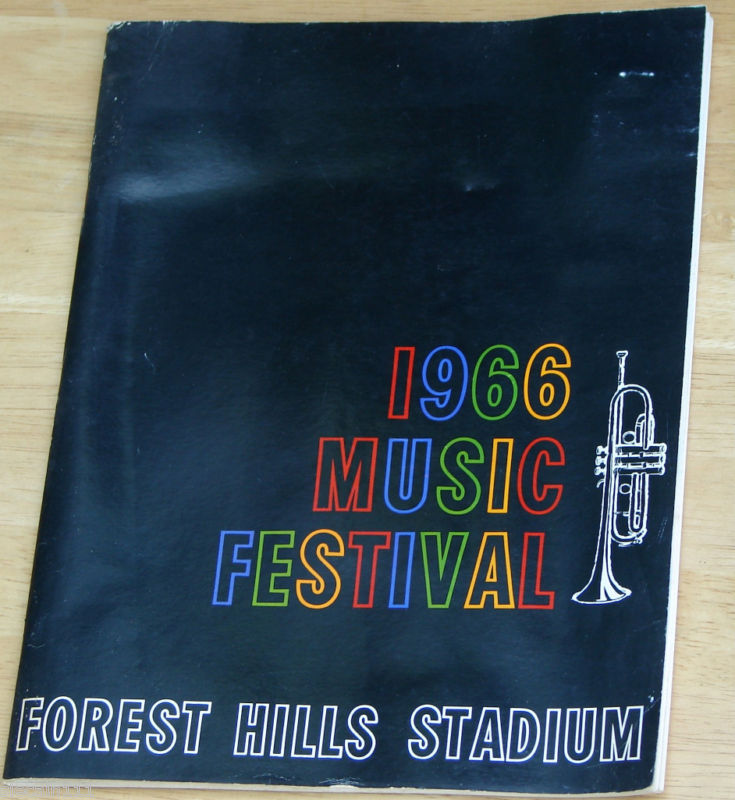 1966
MUSIC
FESTIVAL
FOREST HILLS STADIUM